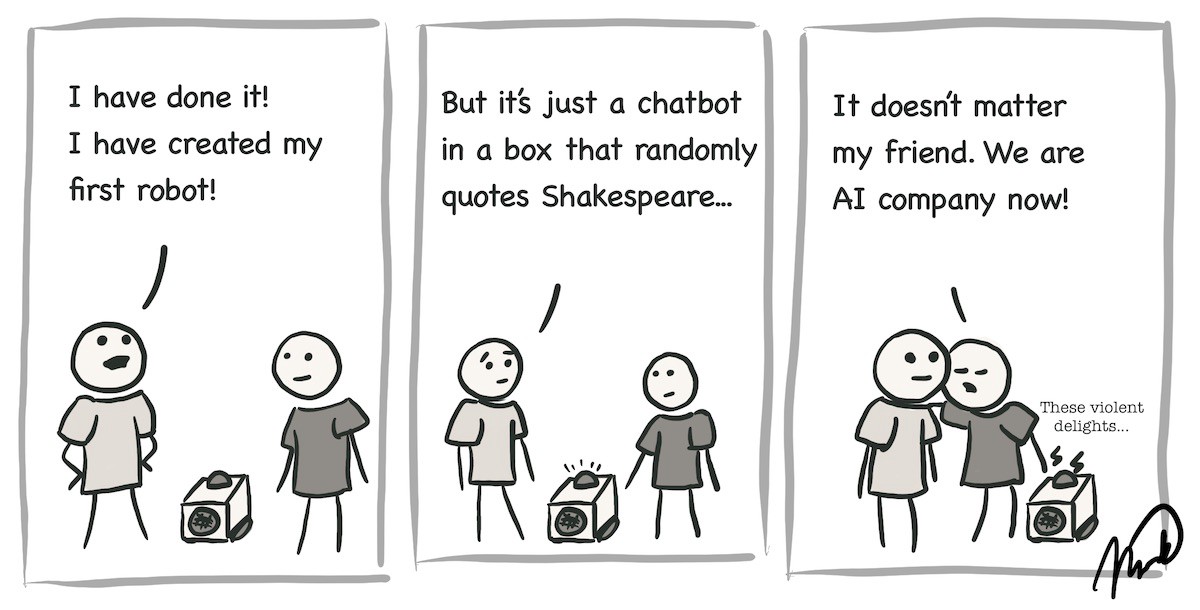 I have done it!
I have created my
first robot!
But it's just a chatbot
in a box that randomly
quotes Shakespeare...
It doesn't matter
my friend. We are
AI company now!
These violent
delights...